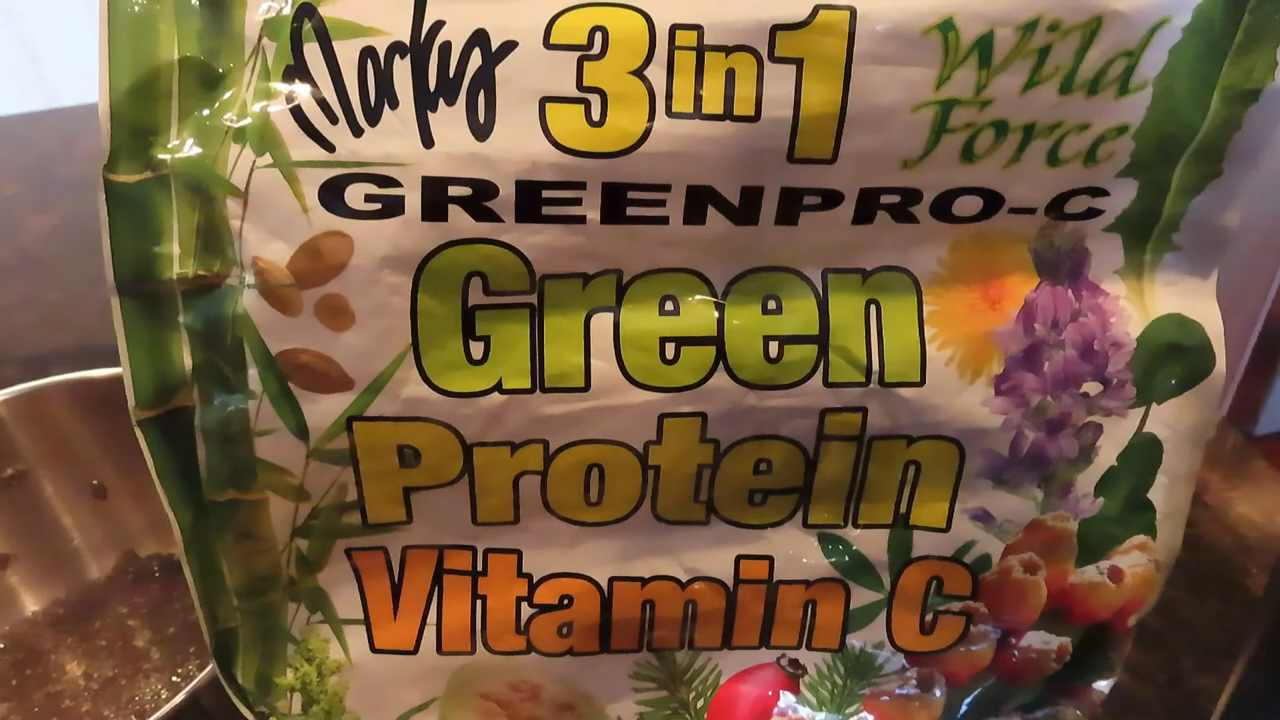 Markus 3 in 1 Wild Force
GREENPRO-C
Green
Protein
Vitamin C